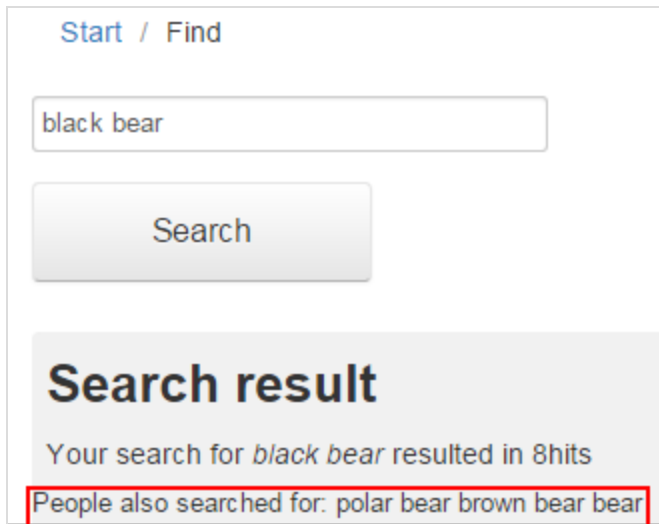 Start / Find
black bear
Search
Search result
Your search for black bear resulted in 8hits
People also searched for: polar bear brown bear bear